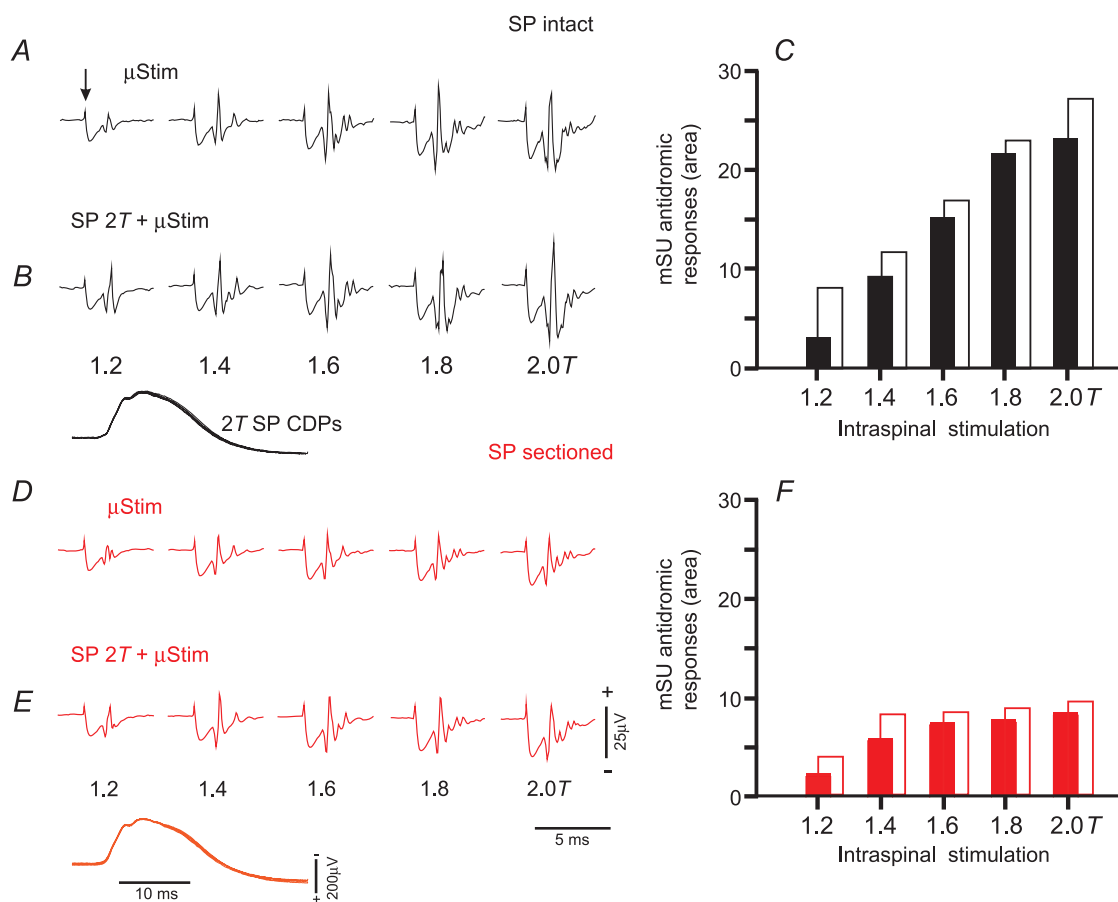 SP intact
A
μStim
SP 2T + μStim
B
1.2 1.4 1.6 1.8 2.0T
2T SP CDPs
C
30
20
10
0
mSU antidromic
responses (area)
1.2 1.4 1.6 1.8 2.0T
Intraspinal stimulation
SP sectioned
D
μStim
SP 2T + μStim
E
+
25μV
-
1.2 1.4 1.6 1.8 2.0T
5 ms
10 ms
-
200μV
+
F
30
20
10
0
mSU antidromic
responses (area)
1.2 1.4 1.6 1.8 2.0T
Intraspinal stimulation